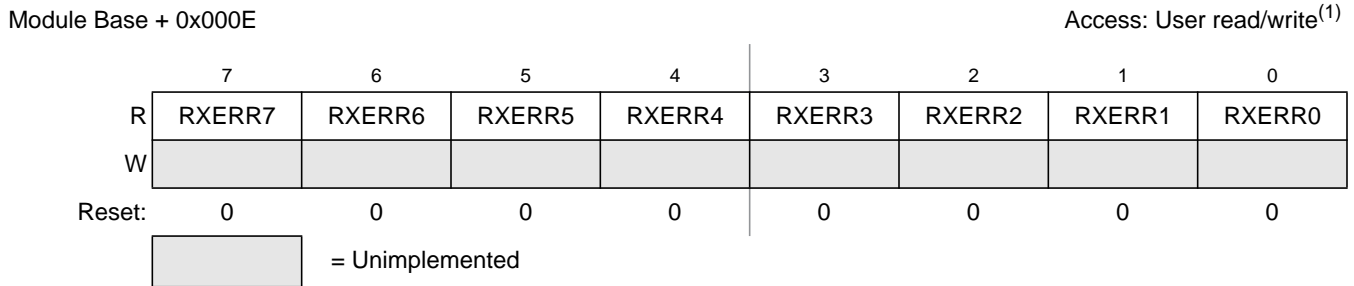 Module Base + 0x000E Access: User read/write(1)
7 6 5 4 3 2 1 0
R RXERR7 RXERR6 RXERR5 RXERR4 RXERR3 RXERR2 RXERR1 RXERR0
W
Reset: 0 0 0 0 0 0 0 0
= Unimplemented